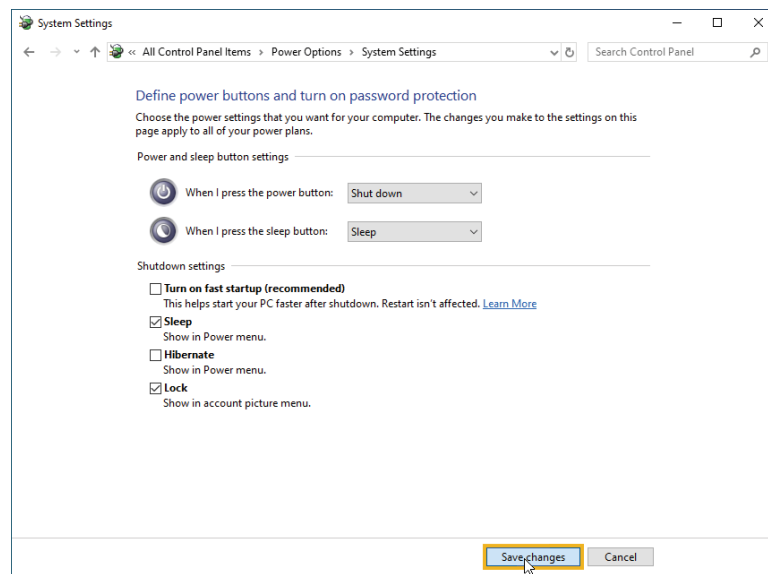 System Settings
« All Control Panel Items > Power Options > System Settings
Search Control Panel
Define power buttons and turn on password protection
Choose the power settings that you want for your computer. The changes you make to the settings on this
page apply to all of your power plans.
Power and sleep button settings
When I press the power button: Shut down
When I press the sleep button: Sleep
Shutdown settings
Turn on fast startup (recommended)
This helps start your PC faster after shutdown. Restart isn't affected. Learn More
Sleep
Show in Power menu.
Hibernate
Show in Power menu.
Lock
Show in account picture menu.
Save changes Cancel